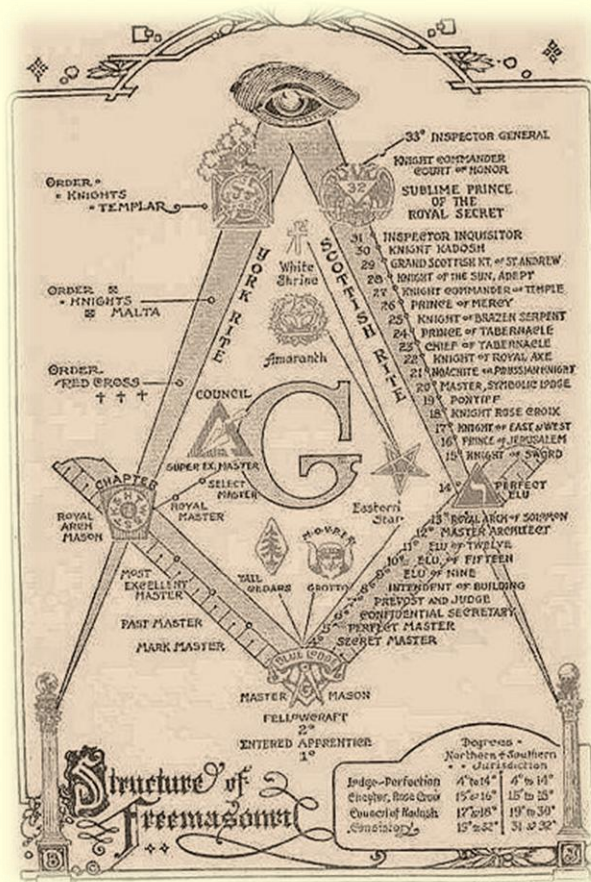 33° INSPECTOR GENERAL
KNIGHT COMMANDER
COURT OF HONOR
32
SUBLIME PRINCE
OF THE
ROYAL SECRET
ORDER
KNIGHTS
TEMPLAR
ORDER
KNIGHTS
MALTA
ORDER
RED CROSS
YORK RITE
SCOTTISH RITE
White
Shrine
Amaranth
31 INSPECTOR INQUISITOR
30 KNIGHT KADOSH
29 GRAND SCOTTISH KT. OF ST ANDREW
28 KNIGHT OF THE SUN, ADEPT
27 KNIGHT COMMANDER OF TEMPLE
26 PRINCE OF MERCY
25 KNIGHT OF BRAZEN SERPENT
24 PRINCE OF TABERNACLE
23 CHIEF OF TABERNACLE
22 KNIGHT OF ROYAL AXE
21 NOACHITE OR PRUSSIAN KNIGHT
20 MASTER, SYMBOLIC LODGE
19 PONTIFF
18° KNIGHT ROSE CROIX
17° KNIGHT OF EAST & WEST
16° PRINCE OF JERUSALEM
15° KNIGHT OF SWORD
14° PERFECT
ELU
13° ROYAL ARCH OF SOLOMON
12° MASTER ARCHITECT
11° ELU OF TWELVE
10° ELU, OF FIFTEEN
9° ELU OF NINE
8° INTENDENT OF BUILDING
7° PREVOST AND JUDGE
6° CONFIDENTIAL SECRETARY
5° PERFECT MASTER
4° SECRET MASTER
COUNCIL
SUPER EX. MASTER
SELECT
MASTER
ROYAL
MASTER
G
Eastern
Star
CHAPTER
ROYAL
ARCH
MASON
MOST
EXCELLENT
MASTER
PAST MASTER
MARK MASTER
TALL
CEDARS
M.O.V.P.E.R
GROTTO
BLUE LODGE
G
MASTER MASON
FELLOWCRAFT
2°
ENTERED APPRENTICE
1°
Structure of
Freemasonry
Degrees
Northern & Southern
Jurisdiction
Lodge-Perfection 4° to 14° 4° to 14°
Chapter, Rose Croix 15° to 16° 15° to 18°
Council of Kadosh 17° to 18° 19° to 30°
Consistory 19° to 32° 31 to 32°
B
J